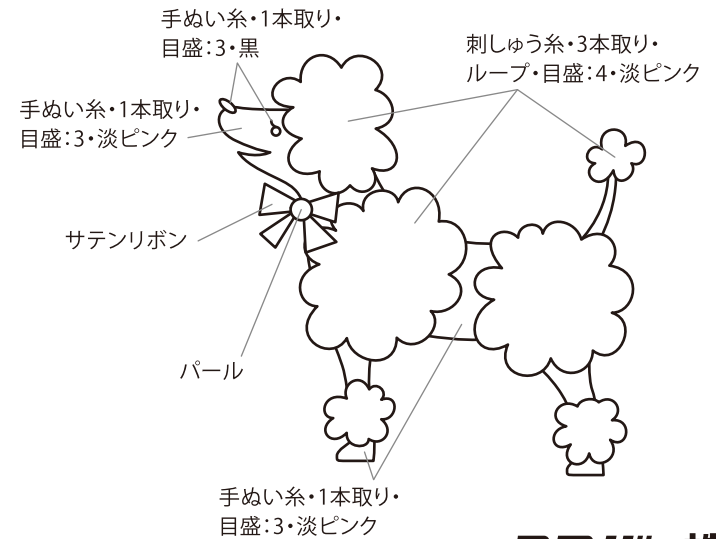 手ぬい糸・1本取り・
目盛：3・黒
刺しゅう糸・3本取り・
ループ・目盛：4・淡ピンク
手ぬい糸・1本取り・
目盛：3・淡ピンク
サテンリボン
パール
手ぬい糸・1本取り・
目盛：3・淡ピンク